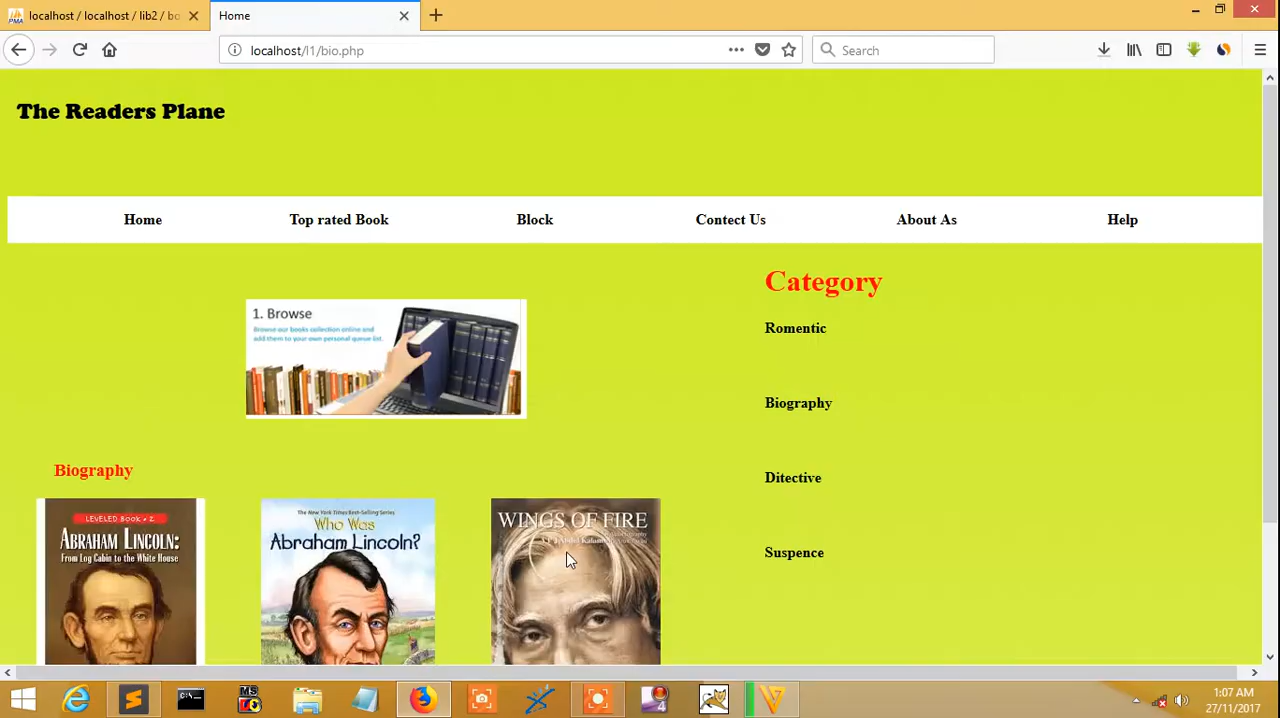 localhost / localhost / lib2 / bo
Home
localhost/l1/bio.php
Search
The Readers Plane
Home
Top rated Book
Block
Contect Us
About As
Help
Category
1. Browse
Browse our books collection online and
add them to your own personal queue list.
Romentic
Biography
Ditective
Suspence
Biography
LEVELED BOOK • Z
ABRAHAM LINCOLN:
From Log Cabin to the White House
The New York Times Best-Selling Series
Who Was
Abraham Lincoln?
WINGS OF FIRE
1:07 AM
27/11/2017